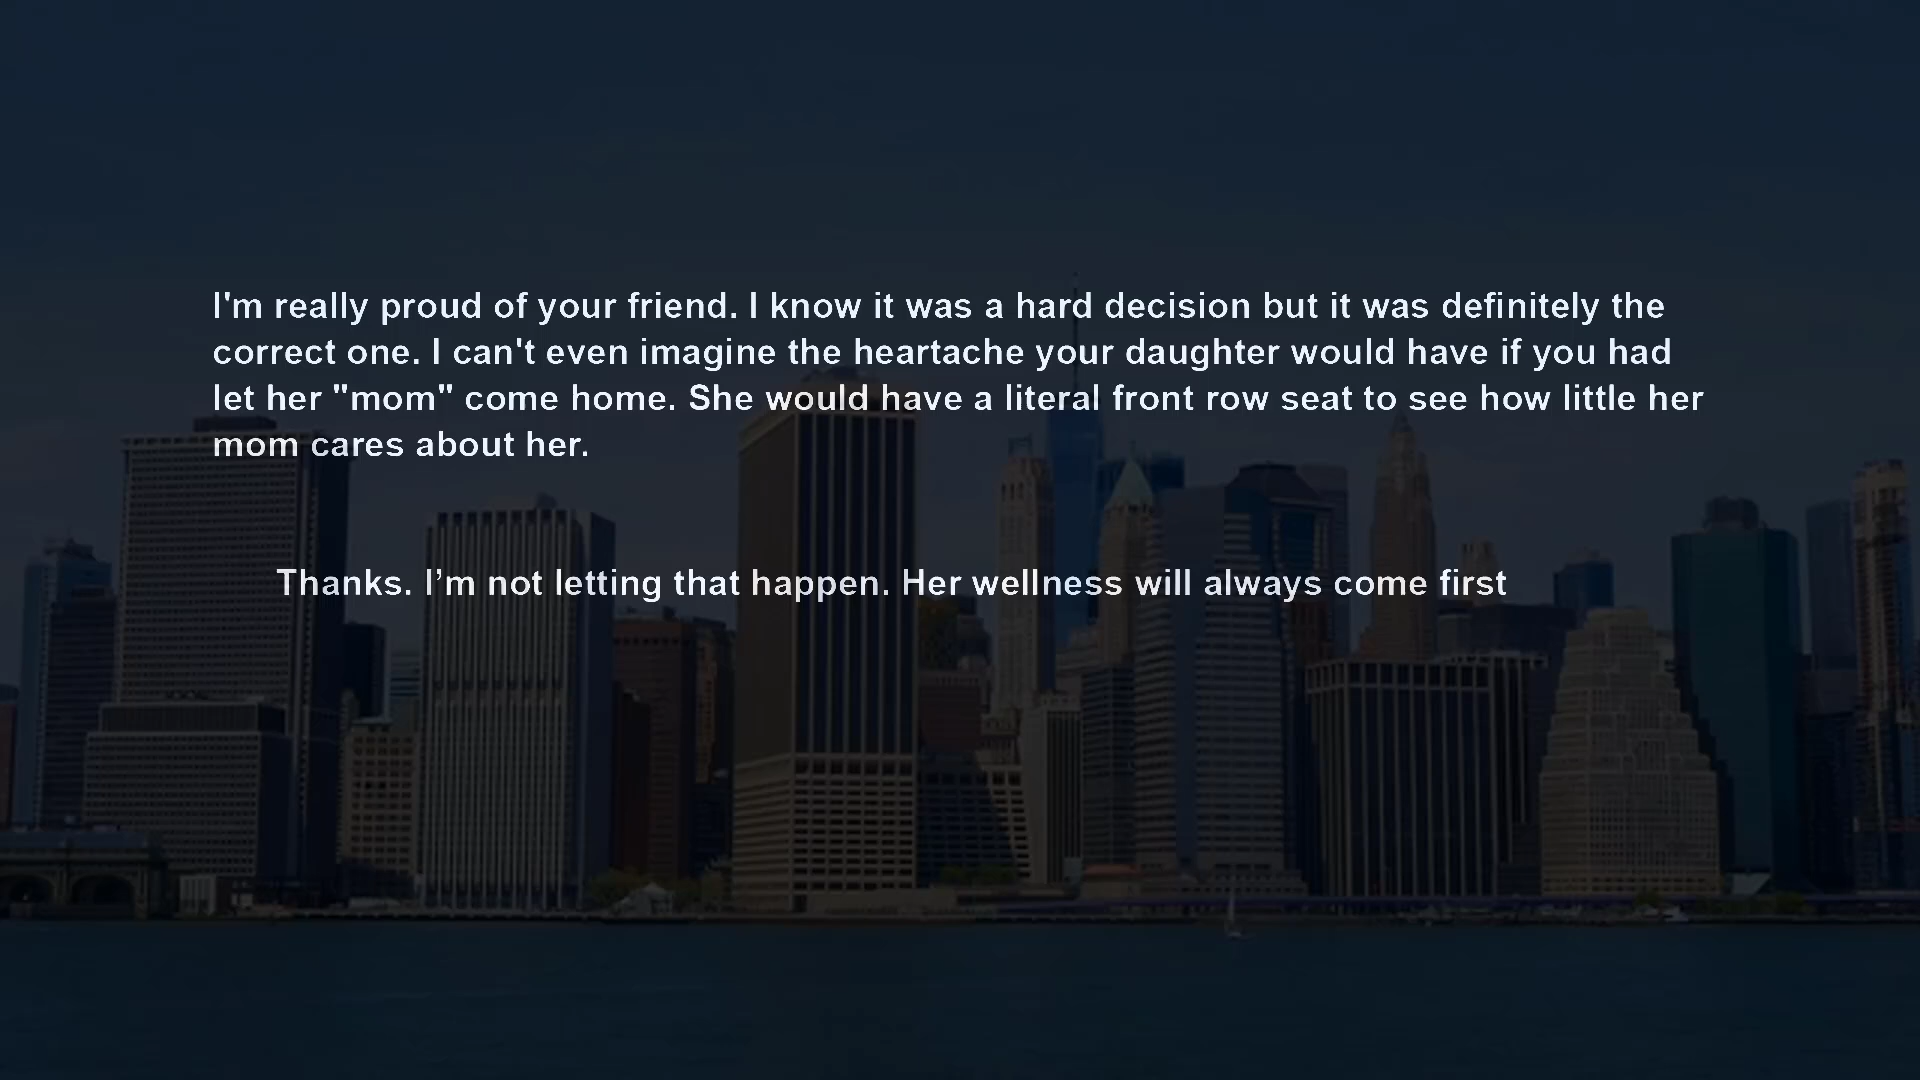 I'm really proud of your friend. I know it was a hard decision but it was definitely the
correct one. I can't even imagine the heartache your daughter would have if you had
let her "mom" come home. She would have a literal front row seat to see how little her
mom cares about her.
Thanks. I’m not letting that happen. Her wellness will always come first